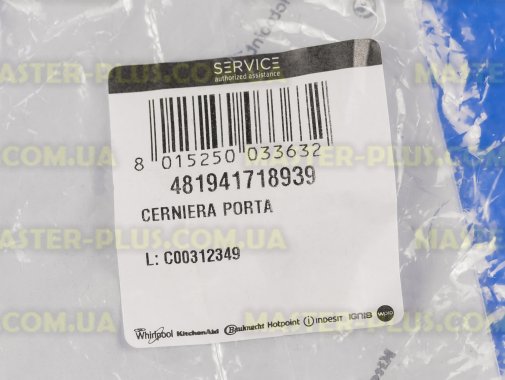 SERVICE
authorized assistance
8 015250 033632
481941718939
CERNIERA PORTA
L: C00312349
Whirlpool KitchenAid Bauknecht Hotpoint indesit IGNIS
MASTER-PLUS.COM.UA